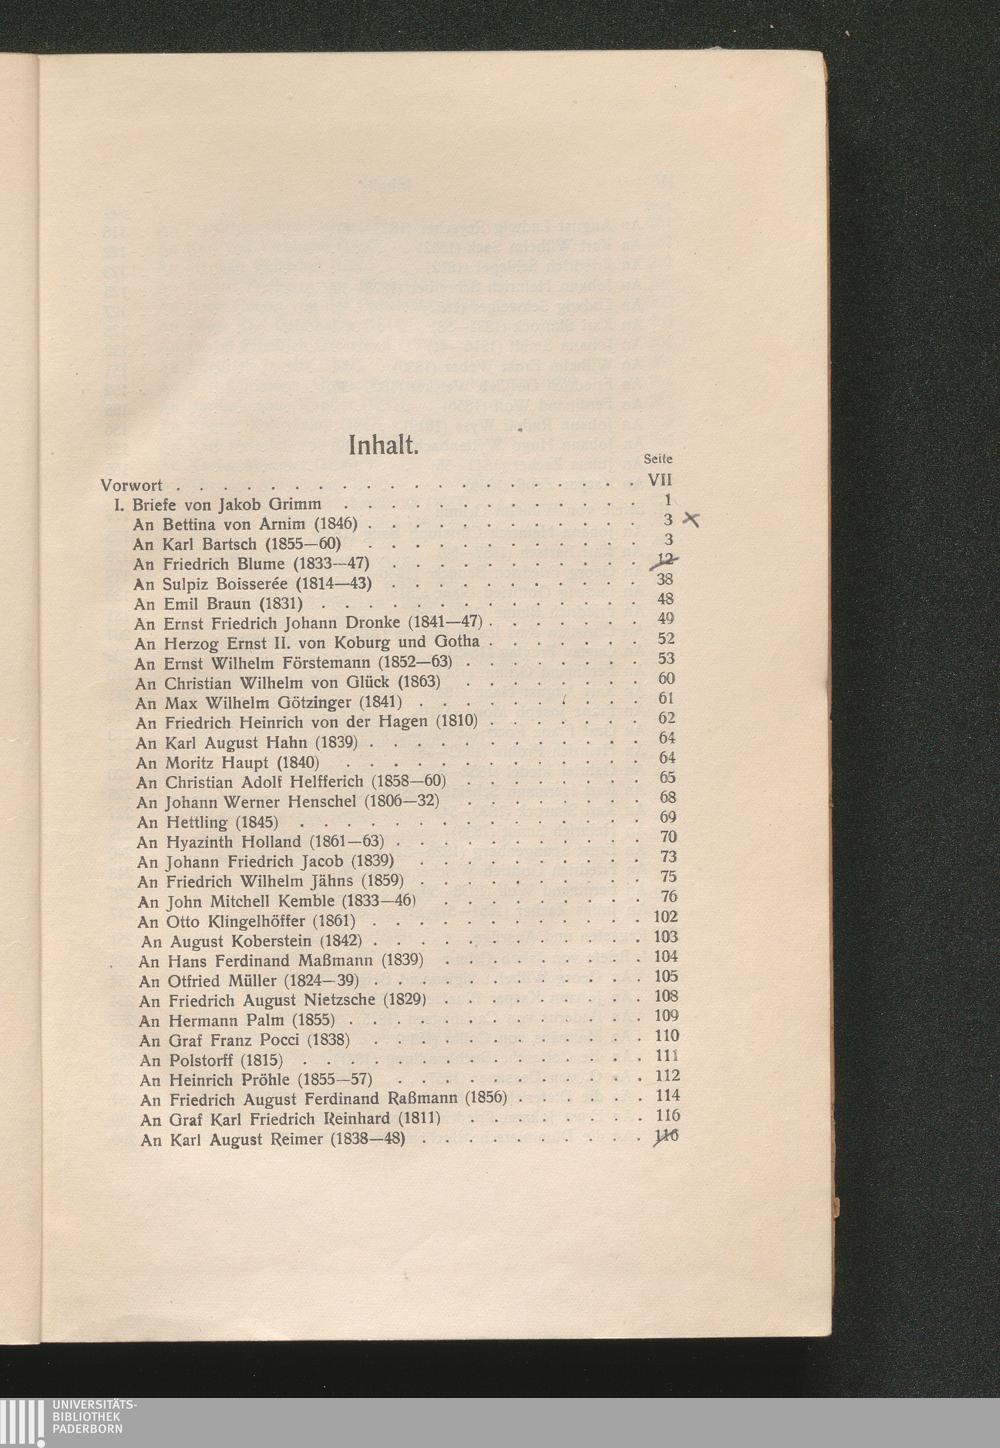 Inhalt.
Seite
Vorwort . . . . . . . . . . . . . . . . . . . . VII
I. Briefe von Jakob Grimm . . . . . . . . . . . . . 1
An Bettina von Arnim (1846) . . . . . . . . . . . . 3
An Karl Bartsch (1855—60) . . . . . . . . . . . . 3
An Friedrich Blume (1833—47) . . . . . . . . . . . 12
An Sulpiz Boisserée (1814—43) . . . . . . . . . . . 38
An Emil Braun (1831) . . . . . . . . . . . . . . 48
An Ernst Friedrich Johann Dronke (1841—47) . . . . . . . 49
An Herzog Ernst II. von Koburg und Gotha . . . . . . . 52
An Ernst Wilhelm Förstemann (1852—63) . . . . . . . . 53
An Christian Wilhelm von Glück (1863) . . . . . . . . 60
An Max Wilhelm Götzinger (1841) . . . . . . . . . . 61
An Friedrich Heinrich von der Hagen (1810) . . . . . . . 62
An Karl August Hahn (1839) . . . . . . . . . . . . 64
An Moritz Haupt (1840) . . . . . . . . . . . . . 64
An Christian Adolf Helfferich (1858—60) . . . . . . . . 65
An Johann Werner Henschel (1806—32) . . . . . . . . 68
An Hettling (1845) . . . . . . . . . . . . . . . 69
An Hyazinth Holland (1861—63) . . . . . . . . . . . 70
An Johann Friedrich Jacob (1839) . . . . . . . . . . 73
An Friedrich Wilhelm Jähns (1859) . . . . . . . . . . 75
An John Mitchell Kemble (1833—46) . . . . . . . . . 76
An Otto Klingelhöffer (1861) . . . . . . . . . . . . 102
An August Koberstein (1842) . . . . . . . . . . . . 103
An Hans Ferdinand Maßmann (1839) . . . . . . . . . 104
An Otfried Müller (1824—39) . . . . . . . . . . . . 105
An Friedrich August Nietzsche (1829) . . . . . . . . . 108
An Hermann Palm (1855) . . . . . . . . . . . . . 109
An Graf Franz Pocci (1838) . . . . . . . . . . . . 110
An Polstorff (1815) . . . . . . . . . . . . . . . 111
An Heinrich Pröhle (1855—57) . . . . . . . . . . . 112
An Friedrich August Ferdinand Raßmann (1856) . . . . . . 114
An Graf Karl Friedrich Reinhard (1811) . . . . . . . . 116
An Karl August Reimer (1838—48) . . . . . . . . . . 116
UNIVERSITÄTS-
BIBLIOTHEK
PADERBORN